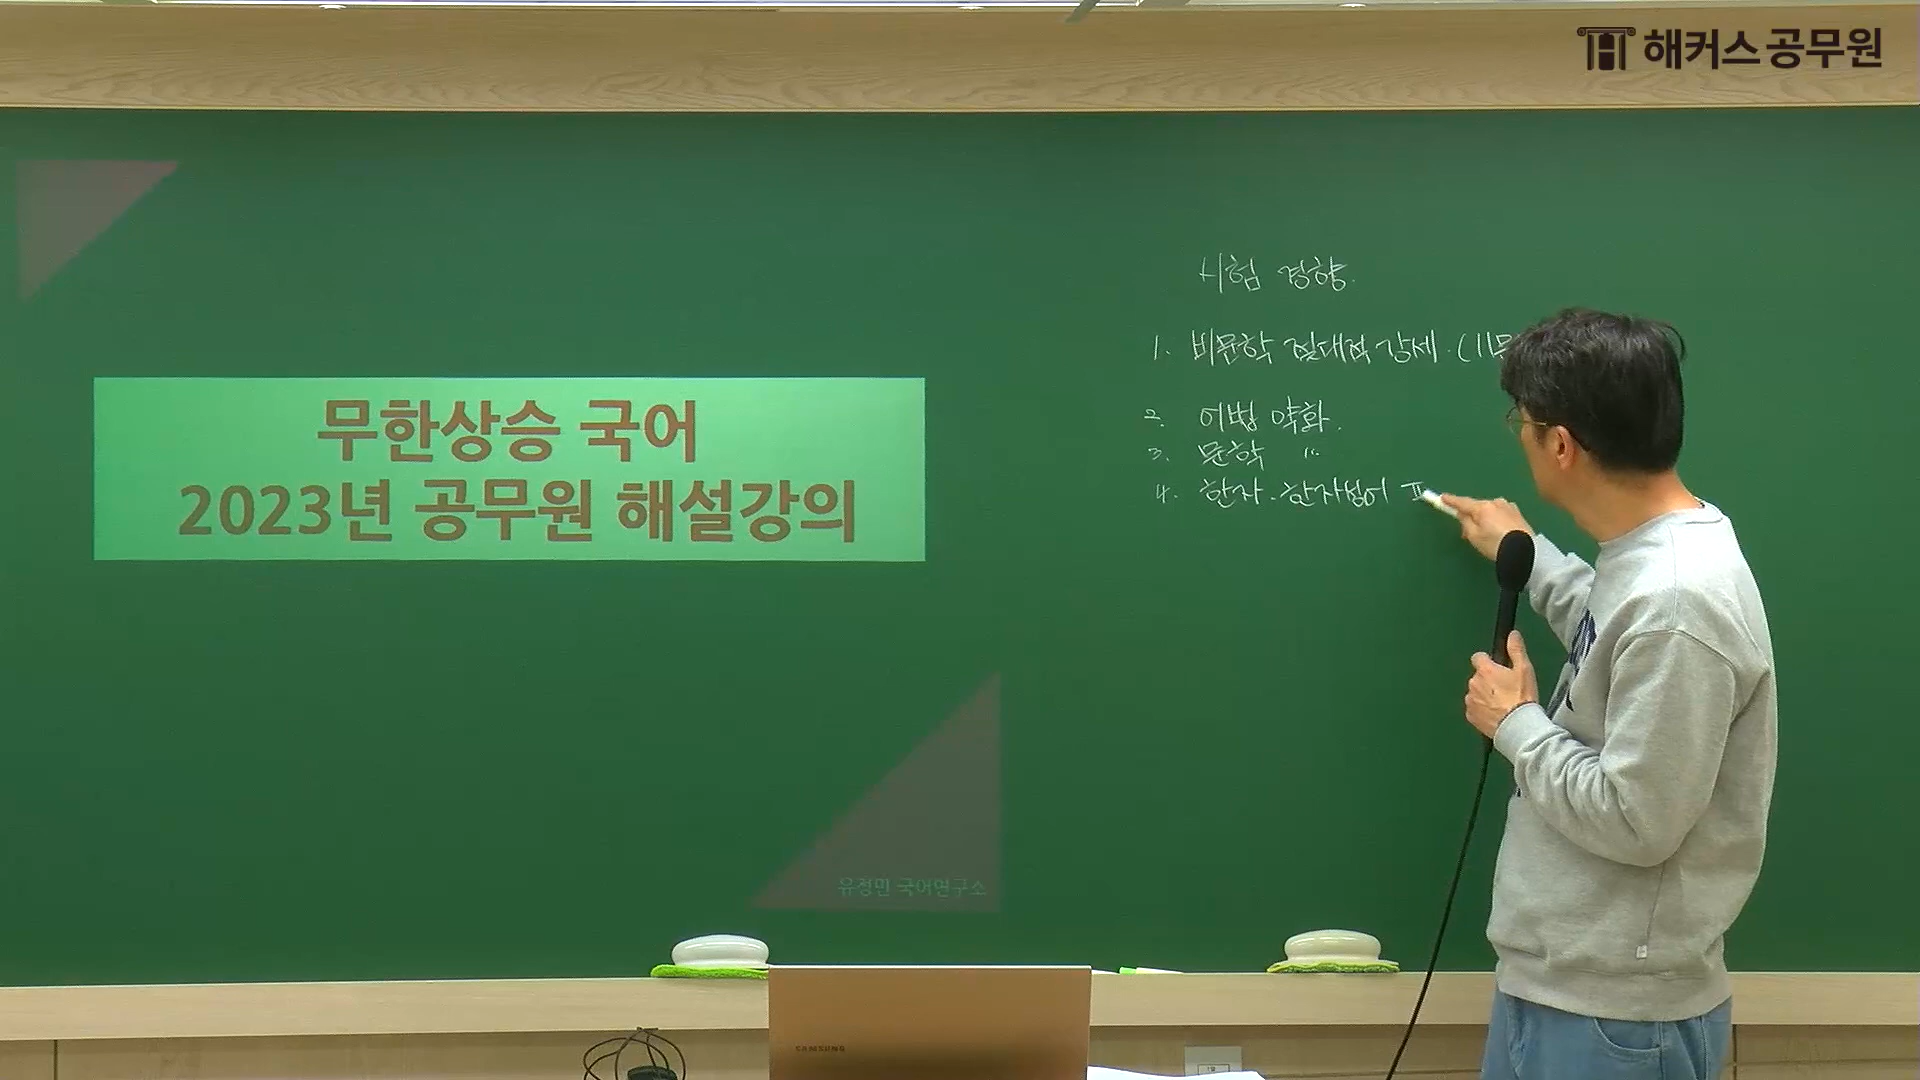 해커스 공무원
무한상승 국어
2023년 공무원 해설강의
유정민 국어연구소
시험 경향.
1. 비문학 절대적 강세. (11문
2. 어법 약화.
3. 문학 〃
4. 한자. 한자성어
SAMSUNG